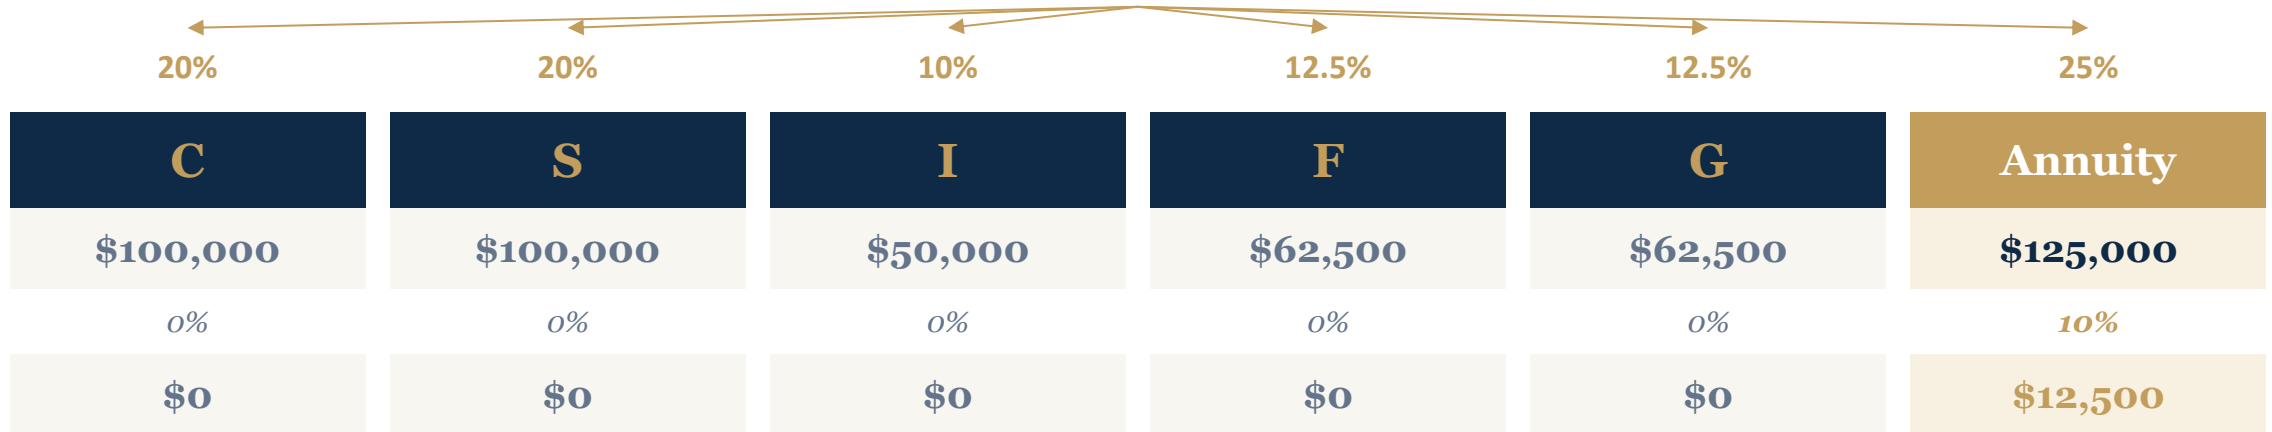 20% 20% 10% 12.5% 12.5% 25%
C S I F G Annuity
$100,000 $100,000 $50,000 $62,500 $62,500 $125,000
0% 0% 0% 0% 0% 10%
$0 $0 $0 $0 $0 $12,500